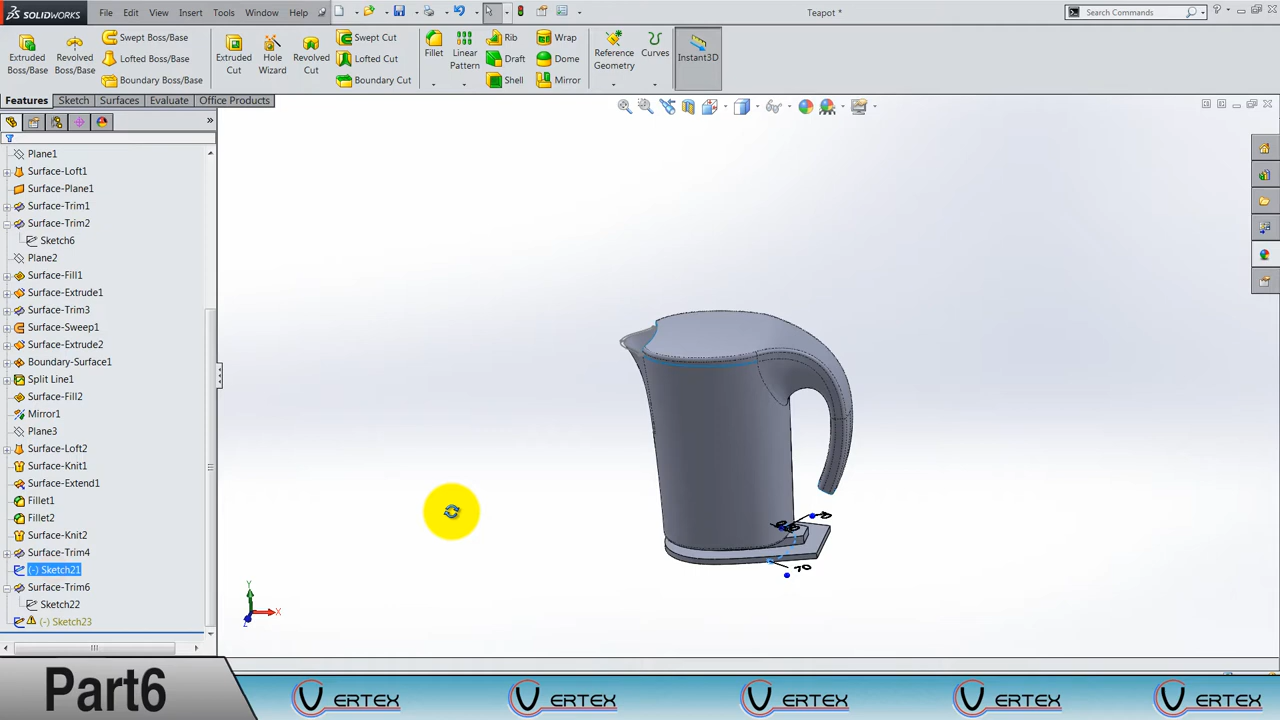 SOLIDWORKS File Edit View Insert Tools Window Help Teapot * Search Commands ?
Extruded Boss/Base Revolved Boss/Base Swept Boss/Base Lofted Boss/Base Boundary Boss/Base Extruded Cut Hole Wizard Revolved Cut Swept Cut Lofted Cut Boundary Cut Fillet Linear Pattern Rib Draft Shell Wrap Dome Mirror Reference Geometry Curves Instant3D
Features Sketch Surfaces Evaluate Office Products
»
Plane1
Surface-Loft1
Surface-Plane1
Surface-Trim1
Surface-Trim2
Sketch6
Plane2
Surface-Fill1
Surface-Extrude1
Surface-Trim3
Surface-Sweep1
Surface-Extrude2
Boundary-Surface1
Split Line1
Surface-Fill2
Mirror1
Plane3
Surface-Loft2
Surface-Knit1
Surface-Extend1
Fillet1
Fillet2
Surface-Knit2
Surface-Trim4
(-) Sketch21
Surface-Trim6
Sketch22
(-) Sketch23
10
Y
X
Z
Part6
VERTEX VERTEX VERTEX VERTEX VERTEX